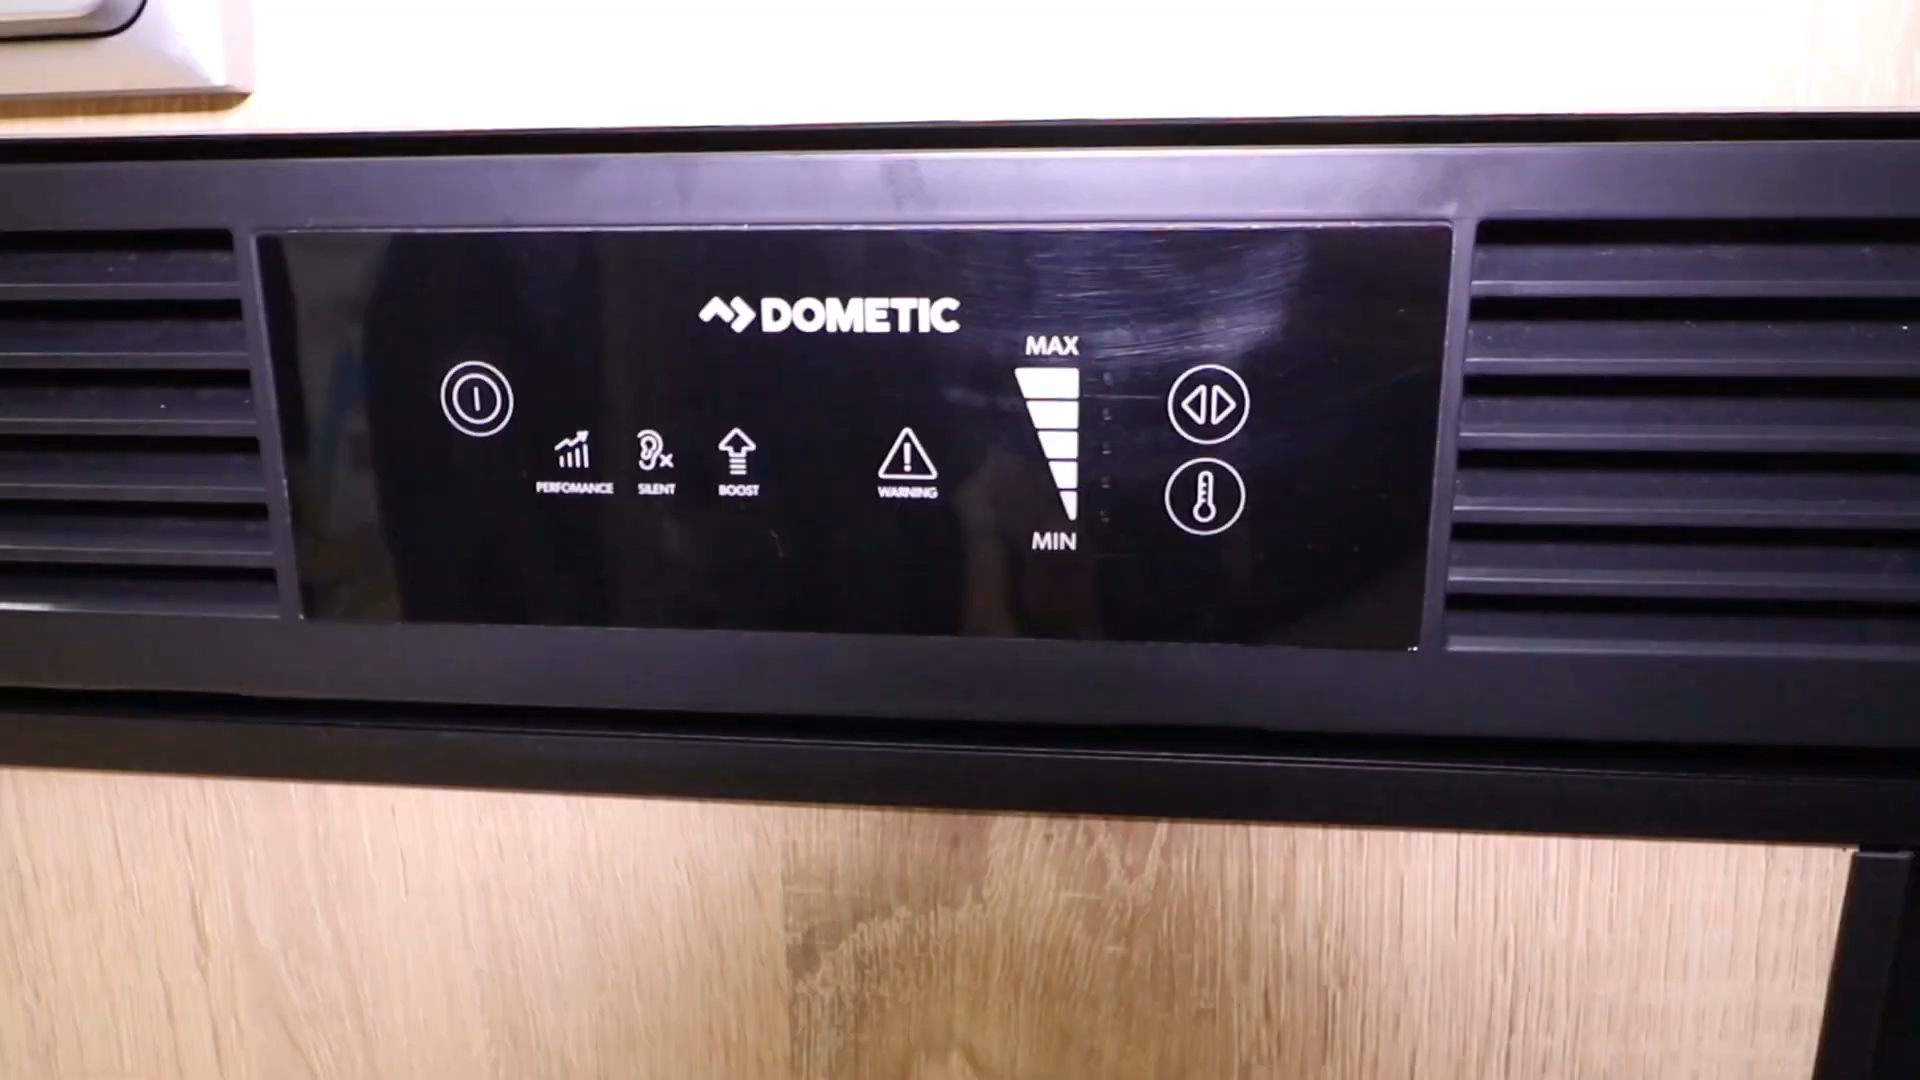 DOMETIC
MAX
PERFOMANCE
SILENT
BOOST
WARNING
MIN